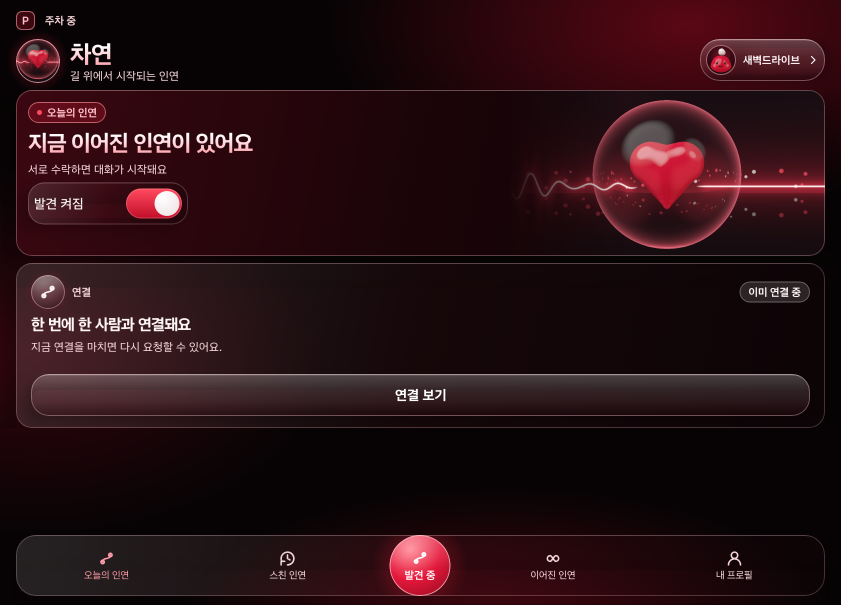 P 주차 중
차연
길 위에서 시작되는 인연
새벽드라이브
오늘의 인연
지금 이어진 인연이 있어요
서로 수락하면 대화가 시작돼요
발견 켜짐
연결
이미 연결 중
한 번에 한 사람과 연결돼요
지금 연결을 마치면 다시 요청할 수 있어요.
연결 보기
오늘의 인연
스친 인연
발견 중
이어진 인연
내 프로필